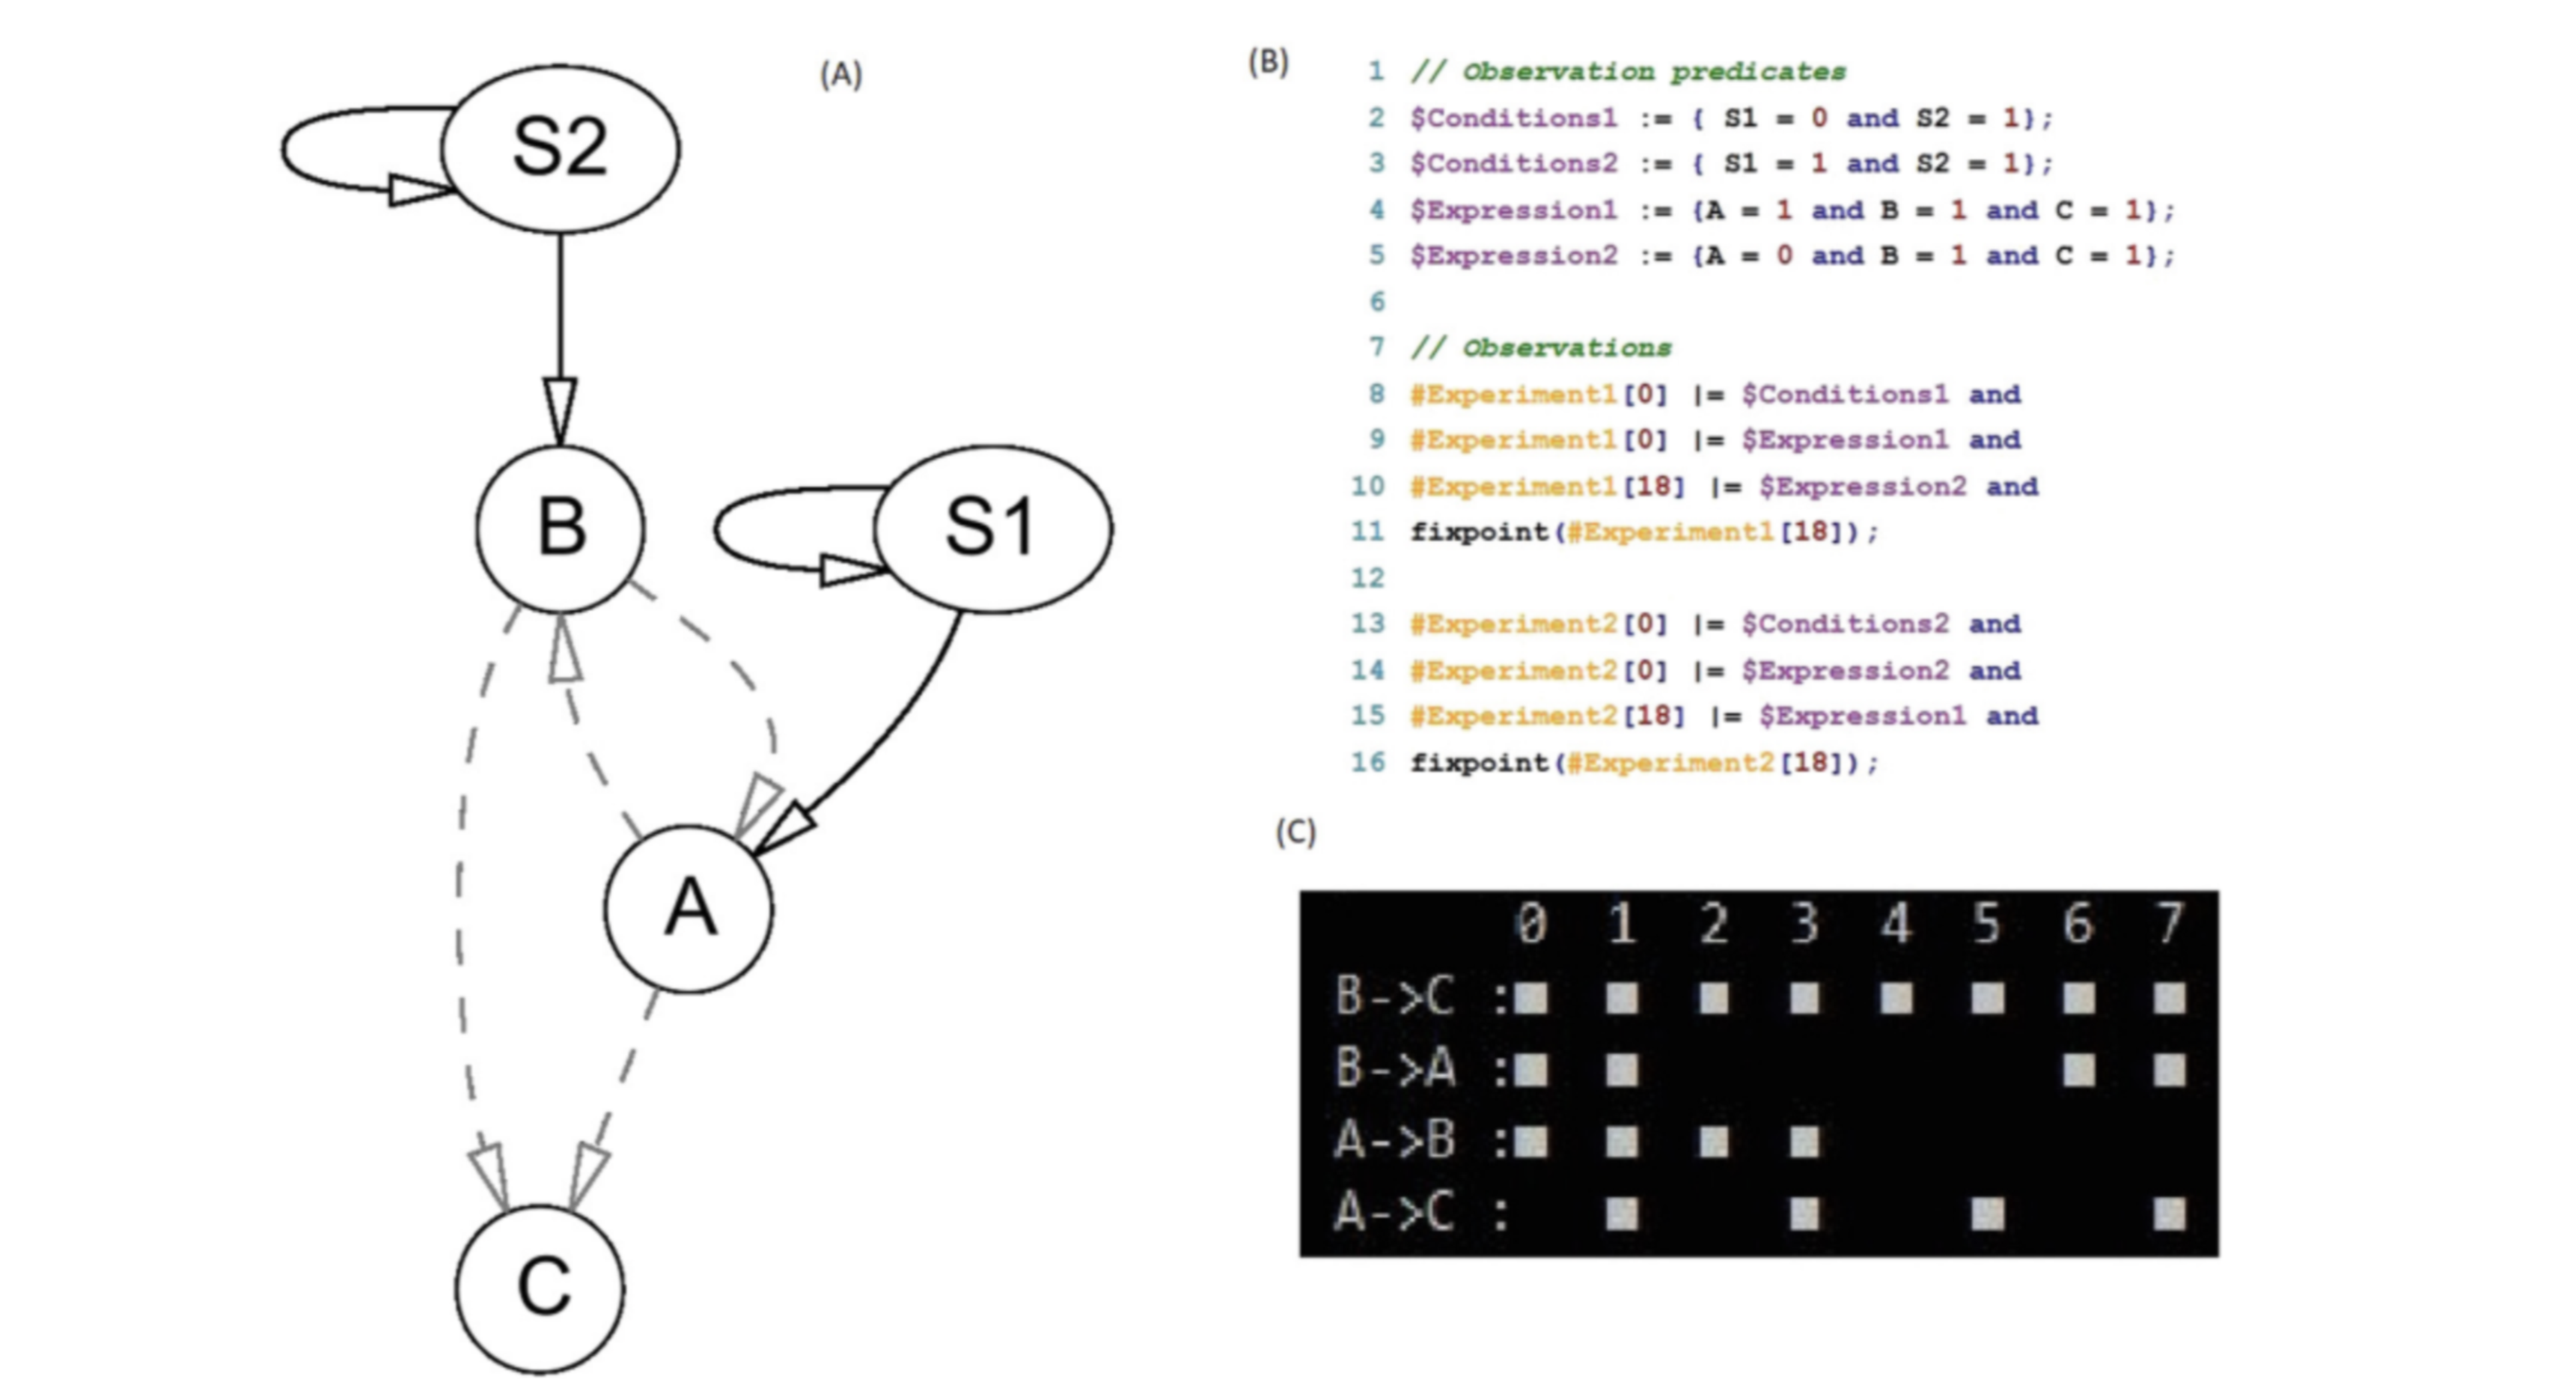 (A)
S2
B
S1
A
C
(B)
1 // Observation predicates
2 $Conditions1 := { S1 = 0 and S2 = 1};
3 $Conditions2 := { S1 = 1 and S2 = 1};
4 $Expression1 := {A = 1 and B = 1 and C = 1};
5 $Expression2 := {A = 0 and B = 1 and C = 1};
6
7 // Observations
8 #Experiment1[0] |= $Conditions1 and
9 #Experiment1[0] |= $Expression1 and
10 #Experiment1[18] |= $Expression2 and
11 fixpoint(#Experiment1[18]);
12
13 #Experiment2[0] |= $Conditions2 and
14 #Experiment2[0] |= $Expression2 and
15 #Experiment2[18] |= $Expression1 and
16 fixpoint(#Experiment2[18]);
(C)
0 1 2 3 4 5 6 7
B->C :
B->A :
A->B :
A->C :